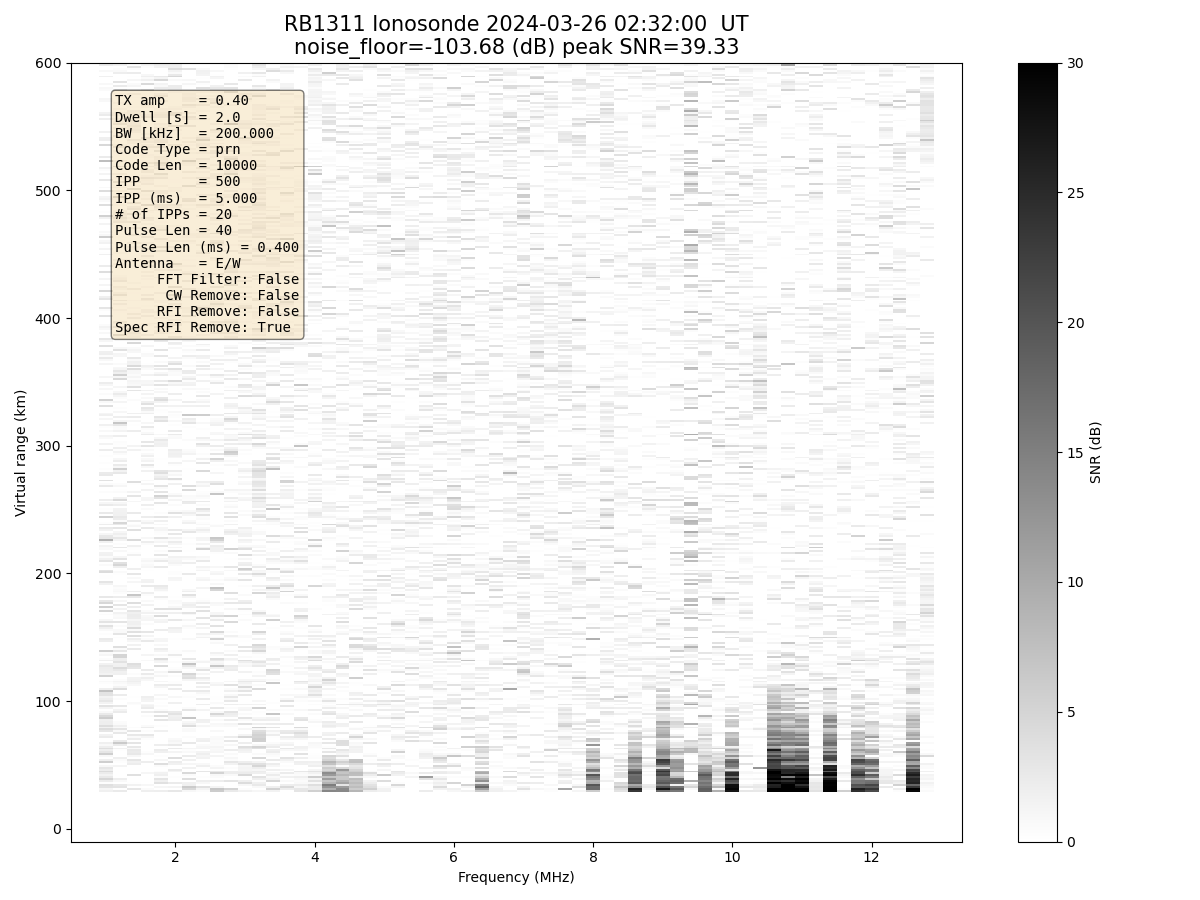 RB1311 Ionosonde 2024-03-26 02:32:00 UT
noise_floor=-103.68 (dB) peak SNR=39.33
TX amp = 0.40
Dwell [s] = 2.0
BW [kHz] = 200.000
Code Type = prn
Code Len = 10000
IPP = 500
IPP (ms) = 5.000
# of IPPs = 20
Pulse Len = 40
Pulse Len (ms) = 0.400
Antenna = E/W
FFT Filter: False
CW Remove: False
RFI Remove: False
Spec RFI Remove: True
600
500
400
300
200
100
0
Virtual range (km)
2 4 6 8 10 12
Frequency (MHz)
30
25
20
15
10
5
0
SNR (dB)